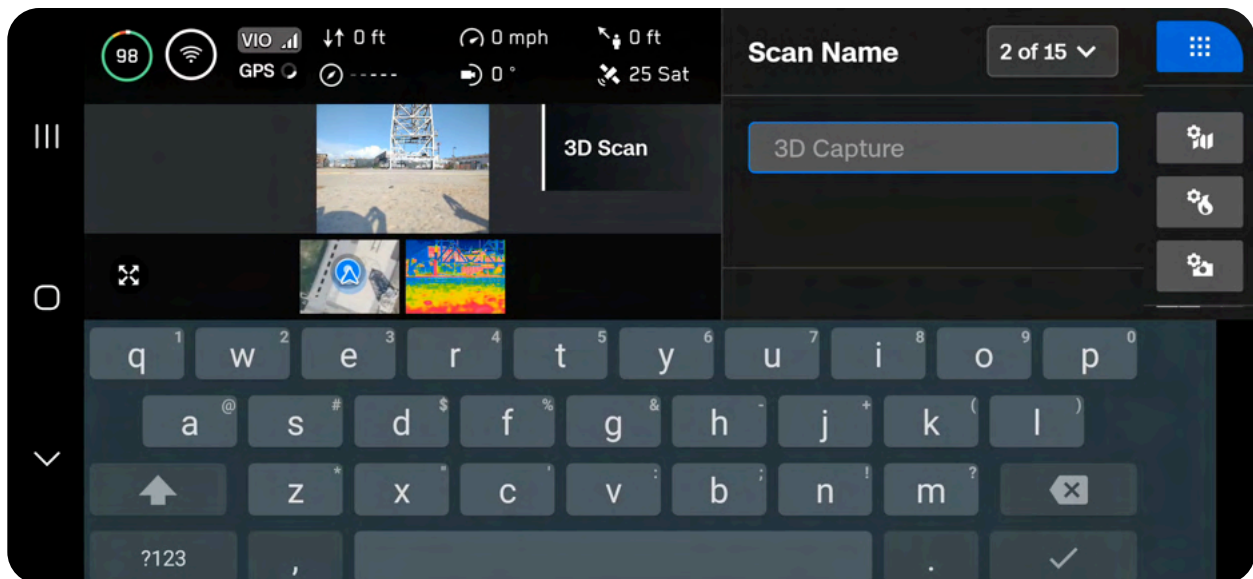 98
VIO
GPS
0 ft
0 mph
0 ft
-----
0 °
25 Sat
Scan Name
2 of 15
3D Scan
3D Capture
q 1 w 2 e 3 r 4 t 5 y 6 u 7 i 8 o 9 p 0
a @ s # d $ f % g & h - j + k ( l )
z * x " c ' v : b ; n ! m ?
?123 , .